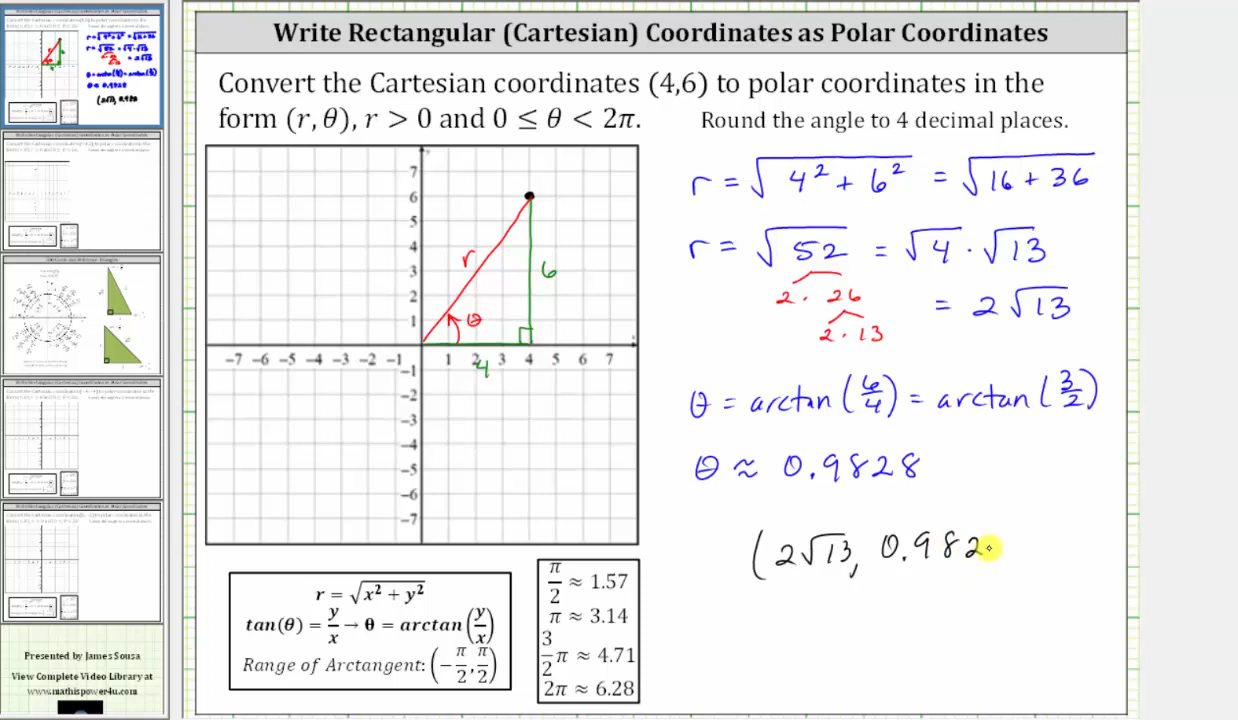 Write Rectangular (Cartesian) Coordinates as Polar Coordinates
Convert the Cartesian coordinates (4,6) to polar coordinates in the
form (r, θ), r > 0 and 0 ≤ θ < 2π. Round the angle to 4 decimal places.
r = √(4² + 6²) = √(16 + 36)
r = √52 = √4 · √13
2 · 26
2 · 13
= 2√13
θ = arctan(6/4) = arctan(3/2)
θ ≈ 0.9828
(2√13, 0.982
y
7
6
5
4
3
2
1
-7 -6 -5 -4 -3 -2 -1 1 2 3 4 5 6 7
-1
-2
-3
-4
-5
-6
-7
r
θ
6
4
r = √(x² + y²)
tan(θ) = y/x → θ = arctan(y/x)
Range of Arctangent: (-π/2, π/2)
π/2 ≈ 1.57
π ≈ 3.14
3/2 π ≈ 4.71
2π ≈ 6.28
Presented by James Sousa
View Complete Video Library at
www.mathispower4u.com